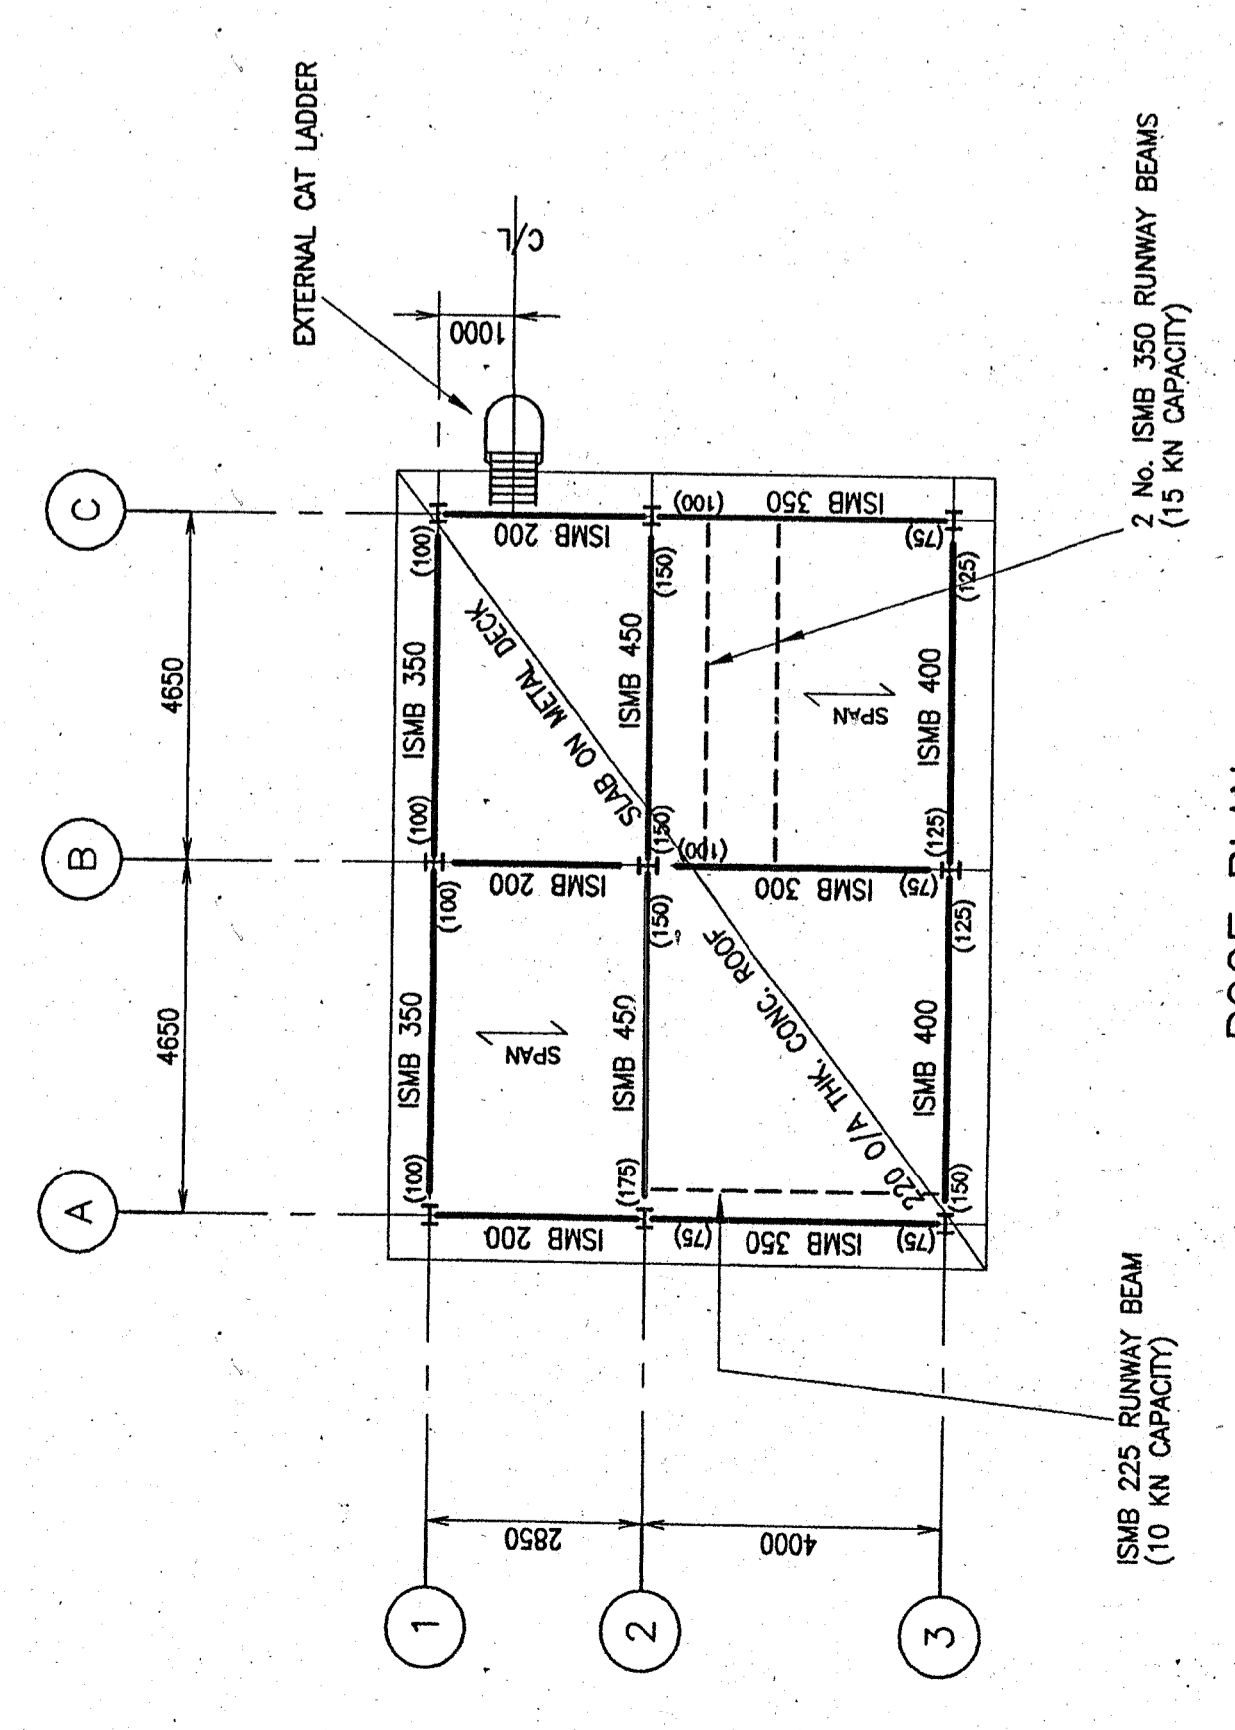 A
B
C
4650
4650
EXTERNAL CAT LADDER
1
2
3
2850
4000
1000
C/L
ISMB 350
ISMB 350
(100)
(100)
(100)
(100)
(100)
ISMB 200
ISMB 200
ISMB 200
SPAN
SLAB ON METAL DECK
ISMB 450
ISMB 450
(175)
(150)
(150)
(150)
(75)
(100)
(100)
ISMB 350
ISMB 300
ISMB 350
220 O/A THK. CONC. ROOF
SPAN
(75)
(75)
(75)
ISMB 400
ISMB 400
(150)
(125)
(125)
(125)
ISMB 225 RUNWAY BEAM
(10 KN CAPACITY)
2 No. ISMB 350 RUNWAY BEAMS
(15 KN CAPACITY)
ROOF PLAN